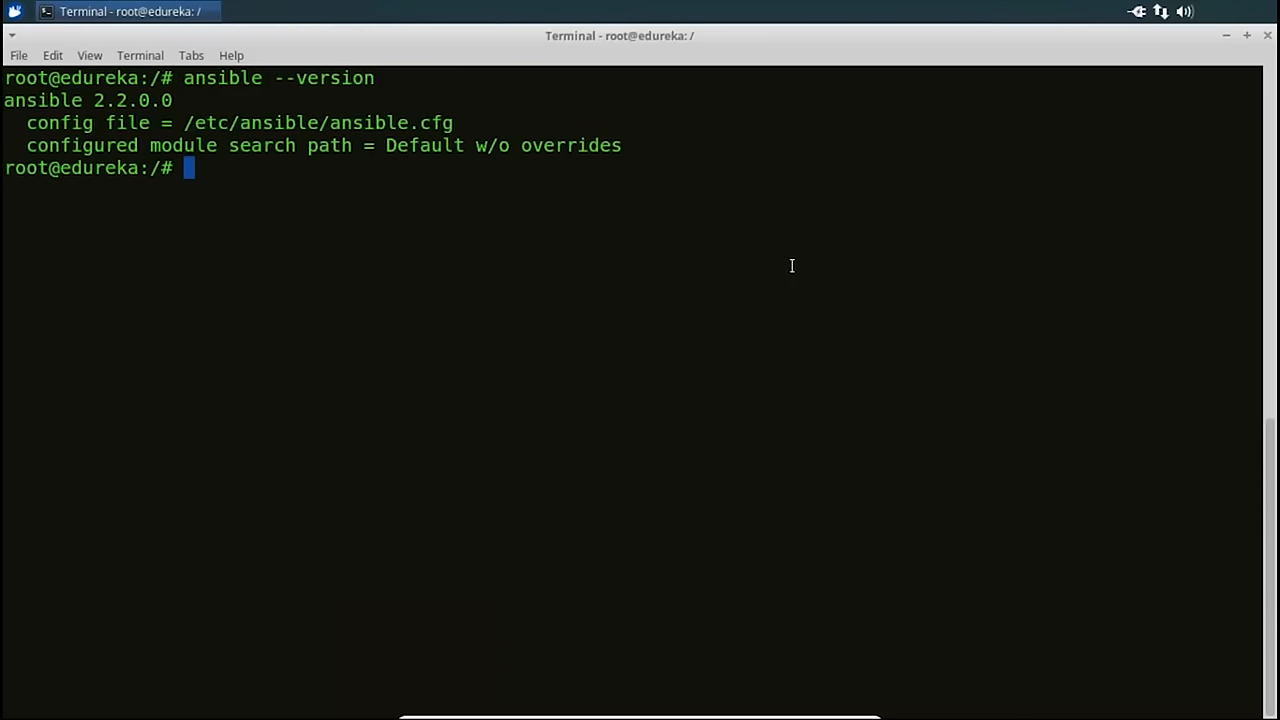 Terminal - root@edureka: /
Terminal - root@edureka: /
File Edit View Terminal Tabs Help
root@edureka:/# ansible --version
ansible 2.2.0.0
  config file = /etc/ansible/ansible.cfg
  configured module search path = Default w/o overrides
root@edureka:/#